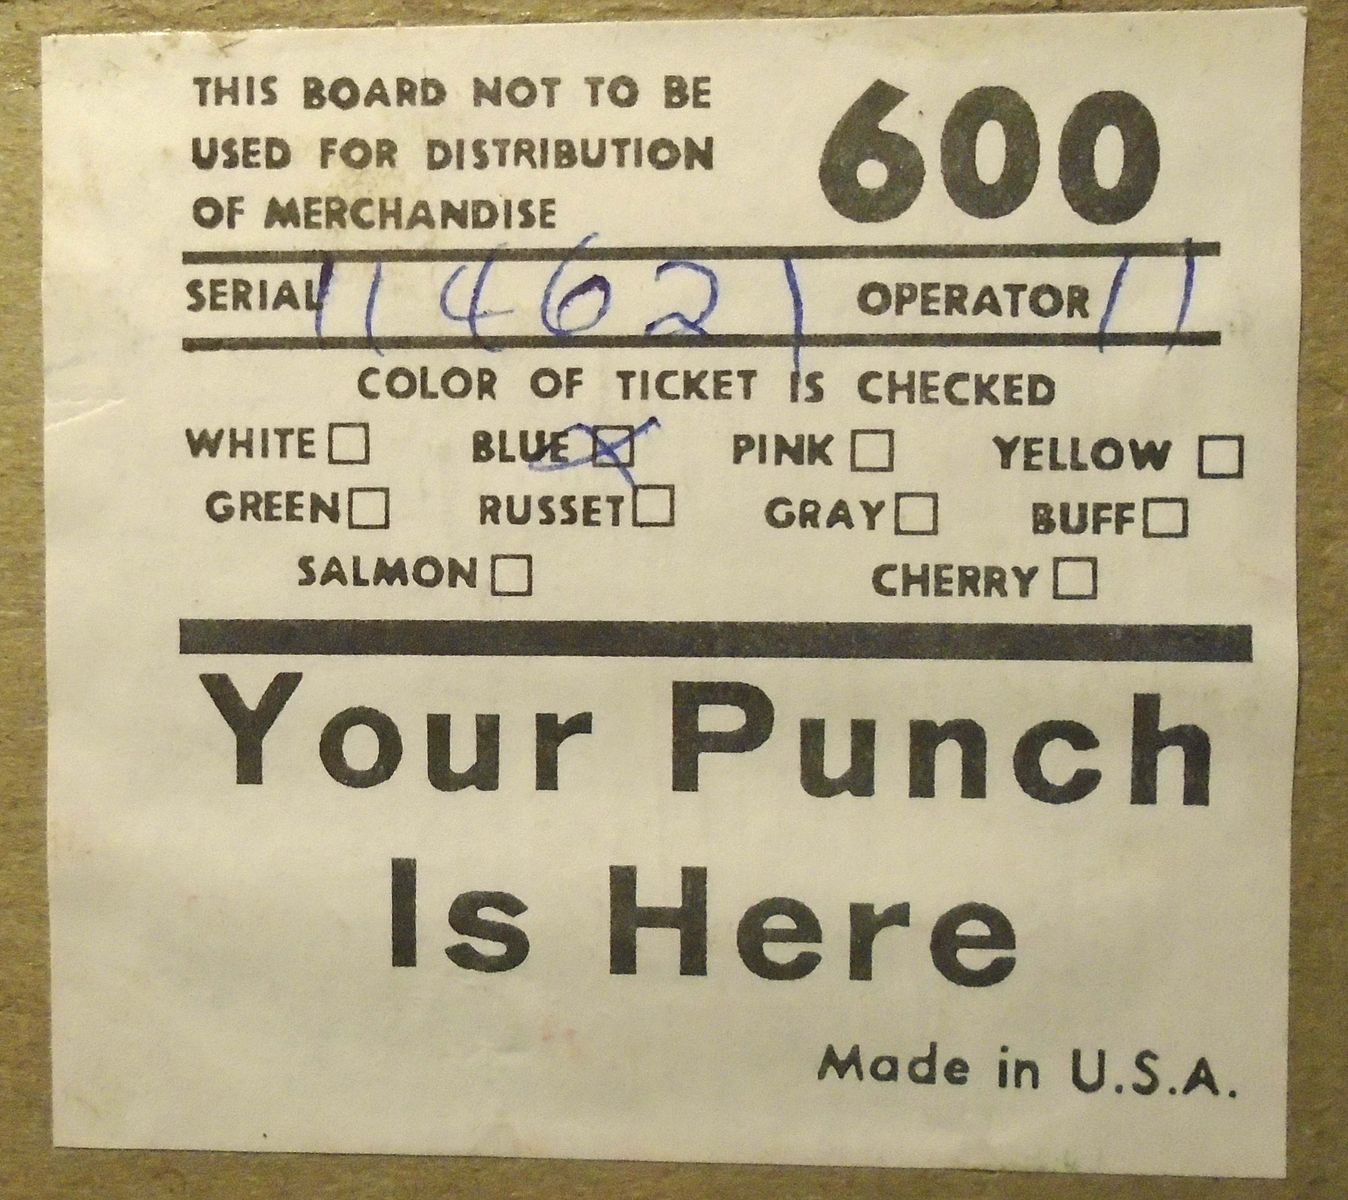 THIS BOARD NOT TO BE
USED FOR DISTRIBUTION
OF MERCHANDISE
600
SERIAL 114621 OPERATOR 11
COLOR OF TICKET IS CHECKED
WHITE ☐ BLUE ☒ PINK ☐ YELLOW ☐
GREEN ☐ RUSSET ☐ GRAY ☐ BUFF ☐
SALMON ☐ CHERRY ☐
Your Punch
Is Here
Made in U.S.A.